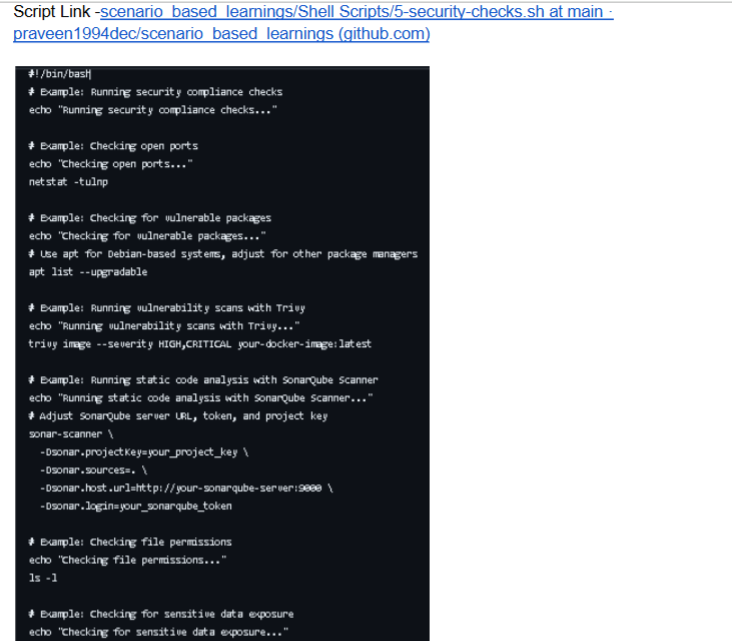 Script Link -scenario_based_learnings/Shell Scripts/5-security-checks.sh at main ·
praveen1994dec/scenario_based_learnings (github.com)
#!/bin/bash
# Example: Running security compliance checks
echo "Running security compliance checks..."
# Example: Checking open ports
echo "Checking open ports..."
netstat -tulnp
# Example: Checking for vulnerable packages
echo "Checking for vulnerable packages..."
# Use apt for Debian-based systems, adjust for other package managers
apt list --upgradable
# Example: Running vulnerability scans with Trivy
echo "Running vulnerability scans with Trivy..."
trivy image --severity HIGH,CRITICAL your-docker-image:latest
# Example: Running static code analysis with SonarQube Scanner
echo "Running static code analysis with SonarQube Scanner..."
# Adjust SonarQube server URL, token, and project key
sonar-scanner \
-Dsonar.projectKey=your_project_key \
-Dsonar.sources=. \
-Dsonar.host.url=http://your-sonarqube-server:9000 \
-Dsonar.login=your_sonarqube_token
# Example: Checking file permissions
echo "Checking file permissions..."
ls -l
# Example: Checking for sensitive data exposure
echo "Checking for sensitive data exposure..."